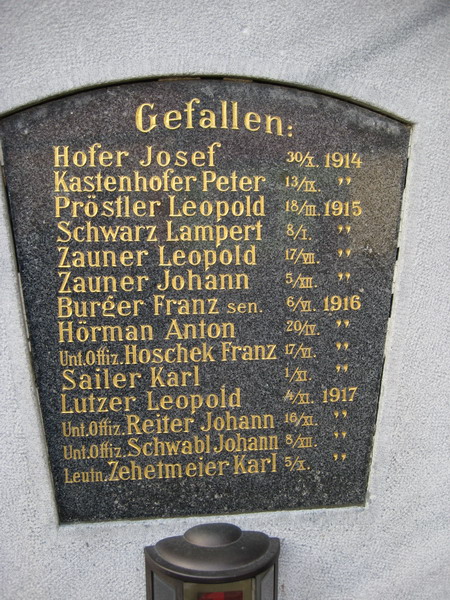 Gefallen:
Hofer Josef 30/X. 1914
Kastenhofer Peter 13/IX. "
Pröstler Leopold 18/III. 1915
Schwarz Lampert 8/I. "
Zauner Leopold 17/VII. "
Zauner Johann 5/XII. "
Burger Franz sen. 6/VI. 1916
Hörman Anton 20/IV. "
Unt.Offiz. Hoschek Franz 17/VI. "
Sailer Karl 1/XI. "
Lutzer Leopold 4/XI. 1917
Unt.Offiz. Reiter Johann 16/XI. "
Unt.Offiz. Schwabl Johann 8/XII. "
Leutn. Zehetmeier Karl 5/X. "